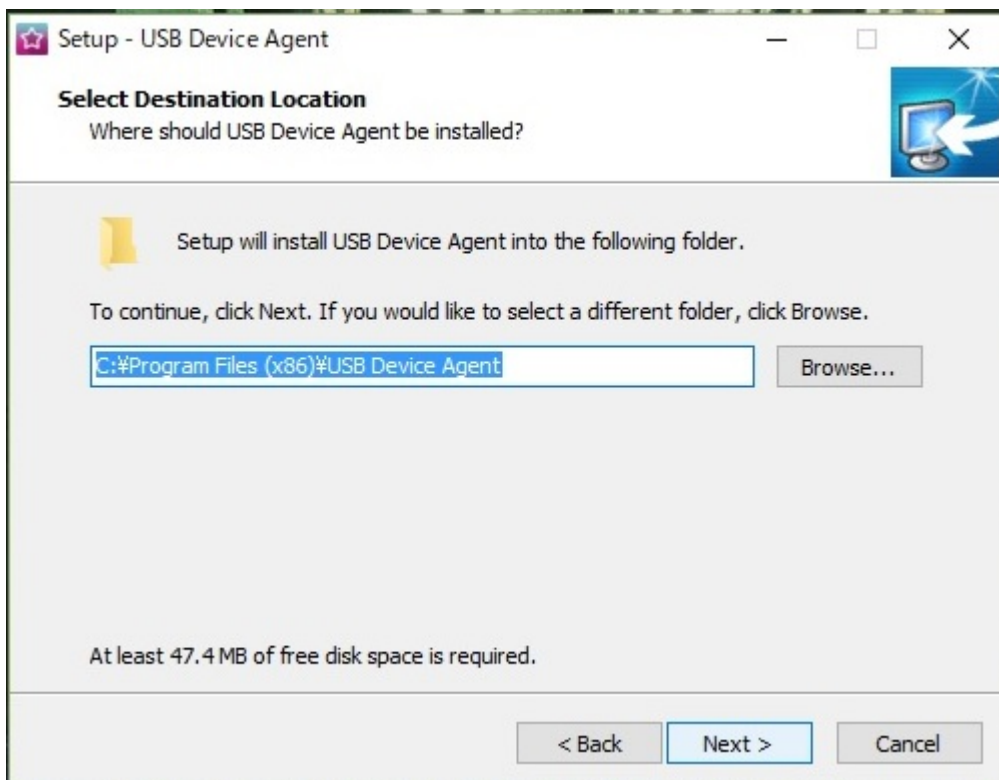 Setup - USB Device Agent
Select Destination Location
Where should USB Device Agent be installed?
Setup will install USB Device Agent into the following folder.
To continue, click Next. If you would like to select a different folder, click Browse.
C:¥Program Files (x86)¥USB Device Agent
Browse...
At least 47.4 MB of free disk space is required.
< Back
Next >
Cancel